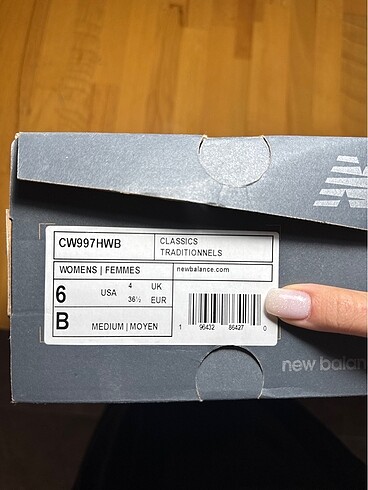 CW997HWB
CLASSICS
TRADITIONNELS
WOMENS | FEMMES
newbalance.com
6 USA 4 UK
36½ EUR
B MEDIUM | MOYEN
1 96432 86427 0
new balan